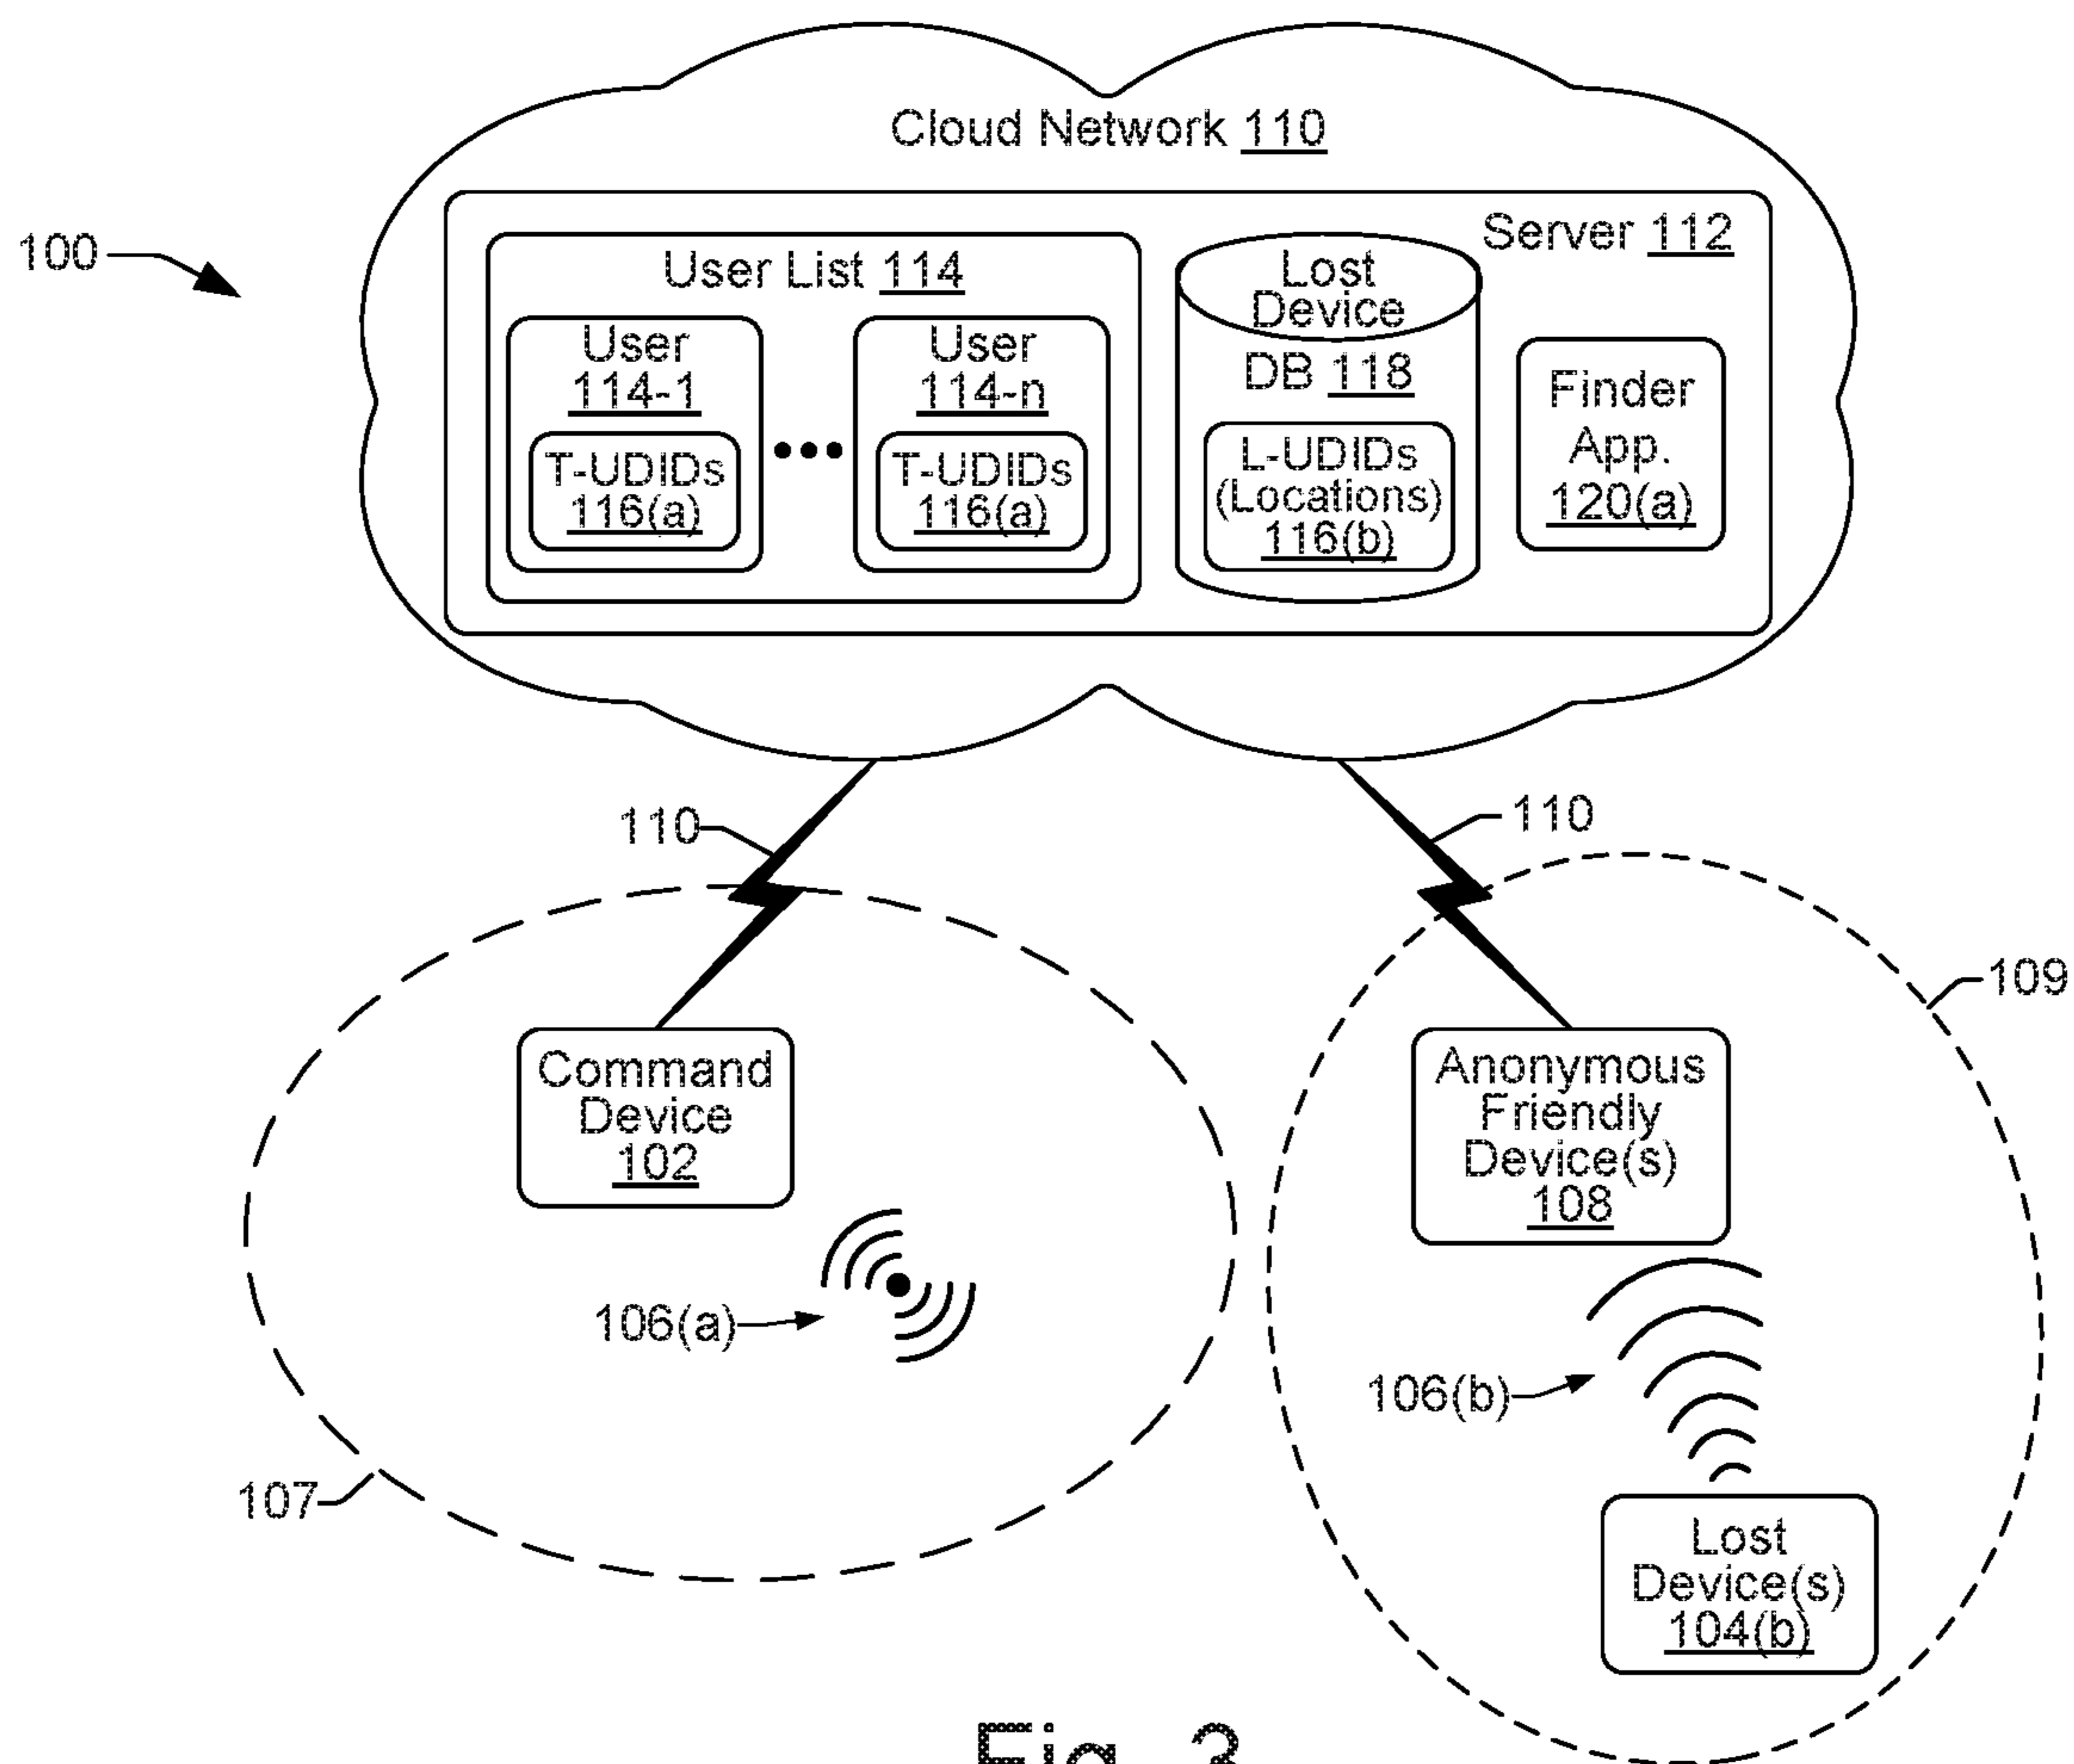 Cloud Network 110
100
Server 112
User List 114
User
114-1
T-UDIDs
116(a)
User
114-n
T-UDIDs
116(a)
Lost
Device
DB 118
L-UDIDs
(Locations)
116(b)
Finder
App.
120(a)
110
110
109
Command
Device
102
106(a)
107
Anonymous
Friendly
Device(s)
108
106(b)
Lost
Device(s)
104(b)
Fig. 3